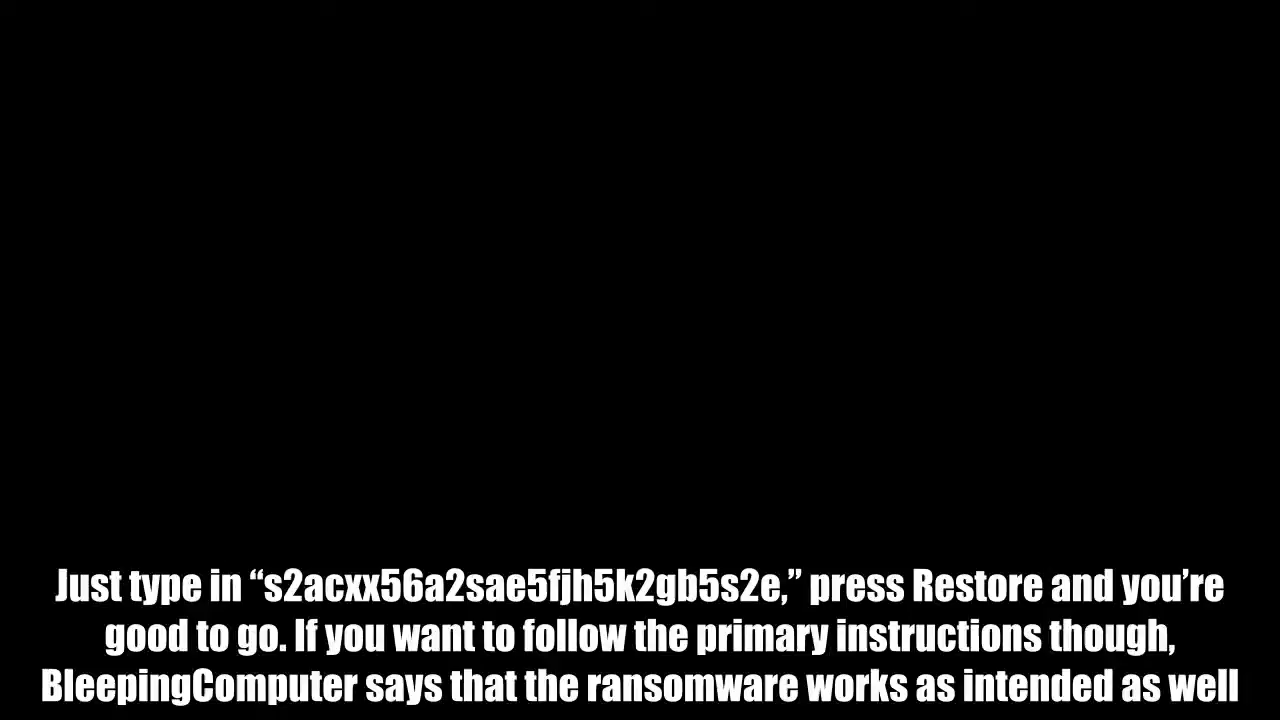 Just type in “s2acxx56a2sae5fjh5k2gb5s2e,” press Restore and you’re
good to go. If you want to follow the primary instructions though,
BleepingComputer says that the ransomware works as intended as well